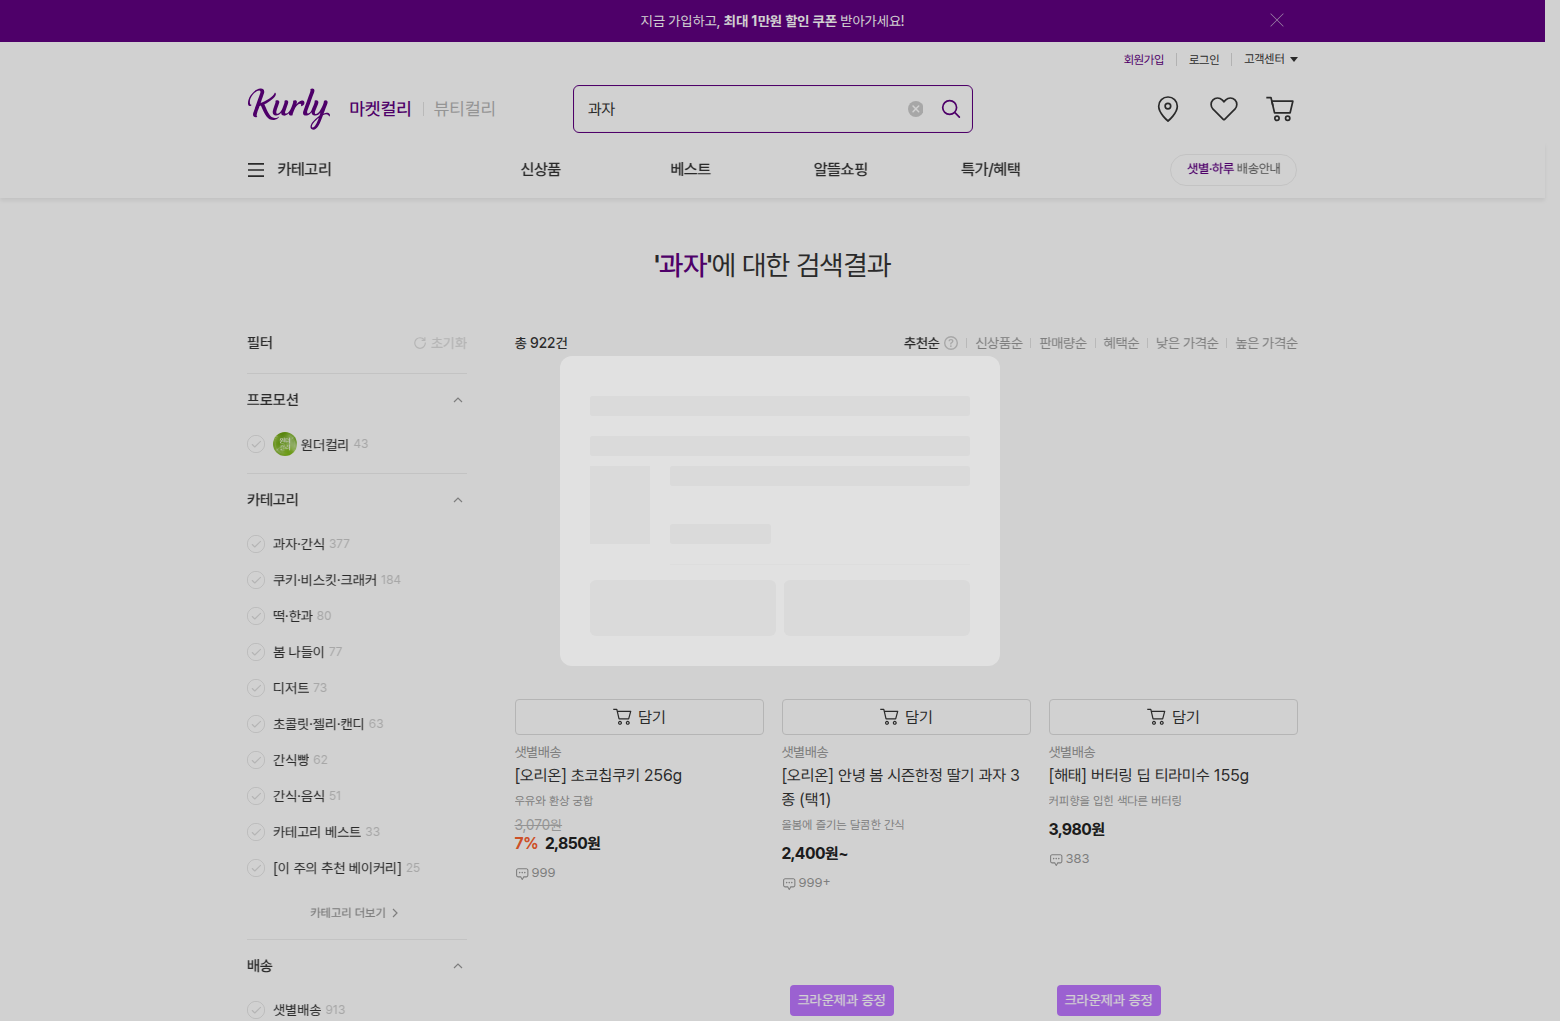 지금 가입하고, 최대 1만원 할인 쿠폰 받아가세요!
회원가입 로그인 고객센터
Kurly 마켓컬리 뷰티컬리
과자
카테고리 신상품 베스트 알뜰쇼핑 특가/혜택 샛별·하루 배송안내
'과자'에 대한 검색결과
필터 초기화
총 922건 추천순 신상품순 판매량순 혜택순 낮은 가격순 높은 가격순
프로모션
원더컬리 43
카테고리
과자·간식 377
쿠키·비스킷·크래커 184
떡·한과 80
봄 나들이 77
디저트 73
초콜릿·젤리·캔디 63
간식빵 62
간식·음식 51
카테고리 베스트 33
[이 주의 추천 베이커리] 25
카테고리 더보기
배송
샛별배송 913
담기
샛별배송
[오리온] 초코칩쿠키 256g
우유와 환상 궁합
3,070원
7% 2,850원
999
담기
샛별배송
[오리온] 안녕 봄 시즌한정 딸기 과자 3
종 (택1)
올봄에 즐기는 달콤한 간식
2,400원~
999+
담기
샛별배송
[해태] 버터링 딥 티라미수 155g
커피향을 입힌 색다른 버터링
3,980원
383
크라운제과 증정
크라운제과 증정